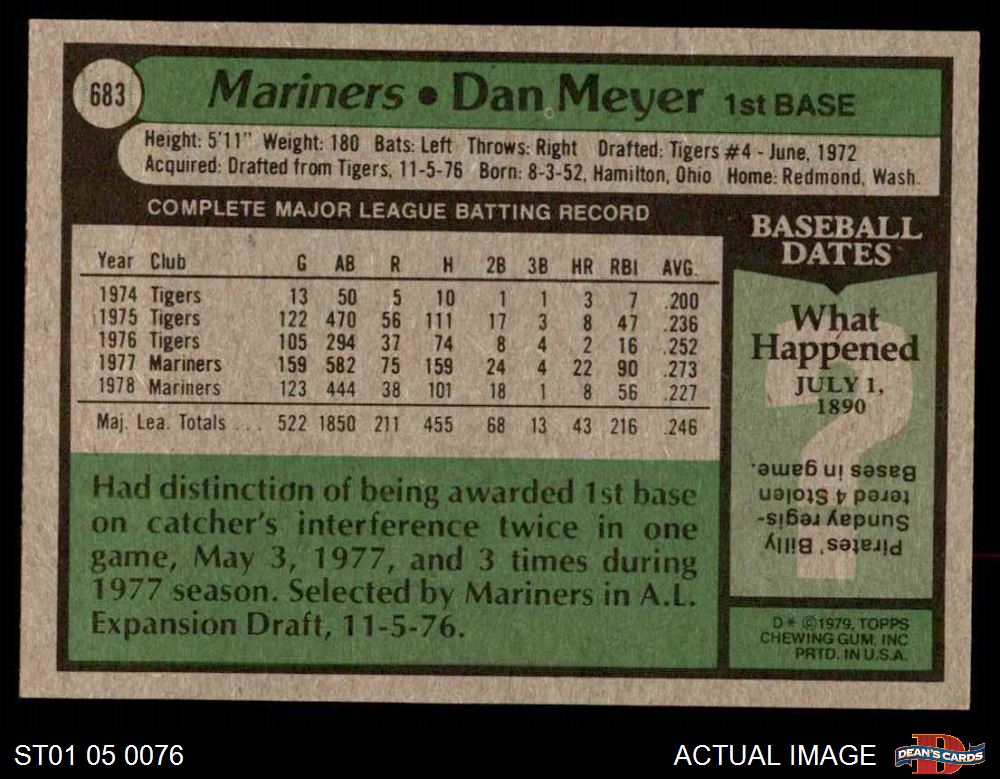 683
Mariners • Dan Meyer 1st BASE
Height: 5'11" Weight: 180 Bats: Left Throws: Right Drafted: Tigers #4 - June, 1972
Acquired: Drafted from Tigers, 11-5-76 Born: 8-3-52, Hamilton, Ohio Home: Redmond, Wash.
COMPLETE MAJOR LEAGUE BATTING RECORD
Year Club G AB R H 2B 3B HR RBI AVG.
1974 Tigers 13 50 5 10 1 1 3 7 .200
1975 Tigers 122 470 56 111 17 3 8 47 .236
1976 Tigers 105 294 37 74 8 4 2 16 .252
1977 Mariners 159 582 75 159 24 4 22 90 .273
1978 Mariners 123 444 38 101 18 1 8 56 .227
Maj. Lea. Totals ... 522 1850 211 455 68 13 43 216 .246
Had distinction of being awarded 1st base
on catcher's interference twice in one
game, May 3, 1977, and 3 times during
1977 season. Selected by Mariners in A.L.
Expansion Draft, 11-5-76.
BASEBALL
DATES
What
Happened
JULY 1,
1890
?
Pirates' Billy
Sunday regis-
tered 4 Stolen
Bases in game.
D* ©1979, TOPPS
CHEWING GUM, INC
PRTD. IN U.S.A.
ST01 05 0076
ACTUAL IMAGE
D
DEAN'S CARDS